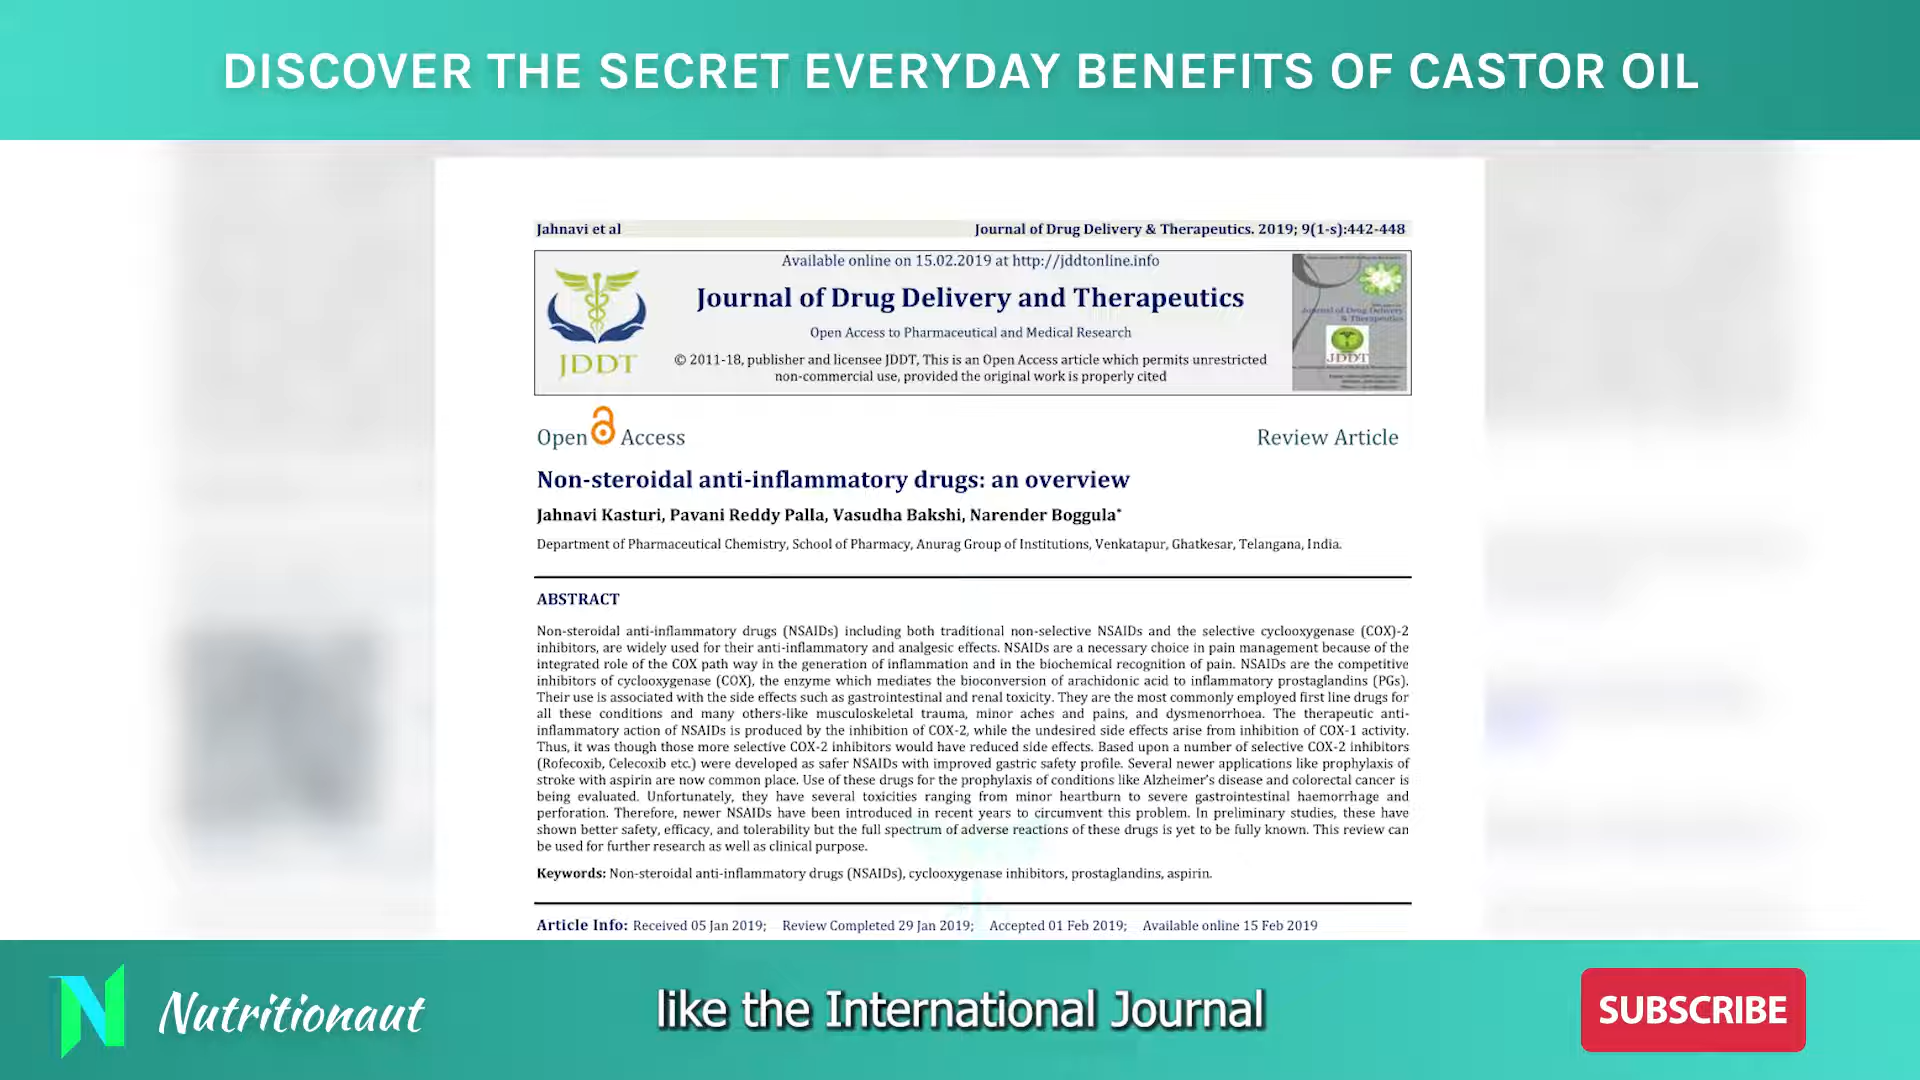 DISCOVER THE SECRET EVERYDAY BENEFITS OF CASTOR OIL
Jahnavi et al
Journal of Drug Delivery & Therapeutics. 2019; 9(1-s):442-448
Available online on 15.02.2019 at http://jddtonline.info
Journal of Drug Delivery and Therapeutics
Open Access to Pharmaceutical and Medical Research
© 2011-18, publisher and licensee JDDT, This is an Open Access article which permits unrestricted
non-commercial use, provided the original work is properly cited
JDDT
Journal of Drug Delivery
& Therapeutics
JDDT
Open Access
Review Article
Non-steroidal anti-inflammatory drugs: an overview
Jahnavi Kasturi, Pavani Reddy Palla, Vasudha Bakshi, Narender Boggula*
Department of Pharmaceutical Chemistry, School of Pharmacy, Anurag Group of Institutions, Venkatapur, Ghatkesar, Telangana, India.
ABSTRACT
Non-steroidal anti-inflammatory drugs (NSAIDs) including both traditional non-selective NSAIDs and the selective cyclooxygenase (COX)-2
inhibitors, are widely used for their anti-inflammatory and analgesic effects. NSAIDs are a necessary choice in pain management because of the
integrated role of the COX path way in the generation of inflammation and in the biochemical recognition of pain. NSAIDs are the competitive
inhibitors of cyclooxygenase (COX), the enzyme which mediates the bioconversion of arachidonic acid to inflammatory prostaglandins (PGs).
Their use is associated with the side effects such as gastrointestinal and renal toxicity. They are the most commonly employed first line drugs for
all these conditions and many others-like musculoskeletal trauma, minor aches and pains, and dysmenorrhoea. The therapeutic anti-
inflammatory action of NSAIDs is produced by the inhibition of COX-2, while the undesired side effects arise from inhibition of COX-1 activity.
Thus, it was though those more selective COX-2 inhibitors would have reduced side effects. Based upon a number of selective COX-2 inhibitors
(Rofecoxib, Celecoxib etc.) were developed as safer NSAIDs with improved gastric safety profile. Several newer applications like prophylaxis of
stroke with aspirin are now common place. Use of these drugs for the prophylaxis of conditions like Alzheimer's disease and colorectal cancer is
being evaluated. Unfortunately, they have several toxicities ranging from minor heartburn to severe gastrointestinal haemorrhage and
perforation. Therefore, newer NSAIDs have been introduced in recent years to circumvent this problem. In preliminary studies, these have
shown better safety, efficacy, and tolerability but the full spectrum of adverse reactions of these drugs is yet to be fully known. This review can
be used for further research as well as clinical purpose.
Keywords: Non-steroidal anti-inflammatory drugs (NSAIDs), cyclooxygenase inhibitors, prostaglandins, aspirin.
Article Info: Received 05 Jan 2019; Review Completed 29 Jan 2019; Accepted 01 Feb 2019; Available online 15 Feb 2019
Nutritionaut
like the International Journal
SUBSCRIBE